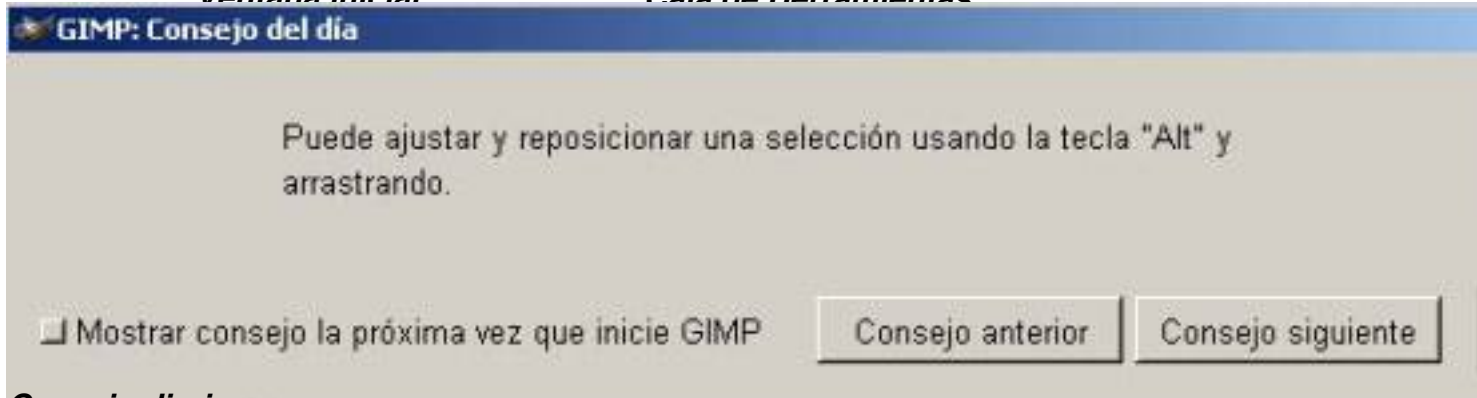 GIMP: Consejo del día
Puede ajustar y reposicionar una selección usando la tecla "Alt" y
arrastrando.
Mostrar consejo la próxima vez que inicie GIMP
Consejo anterior
Consejo siguiente